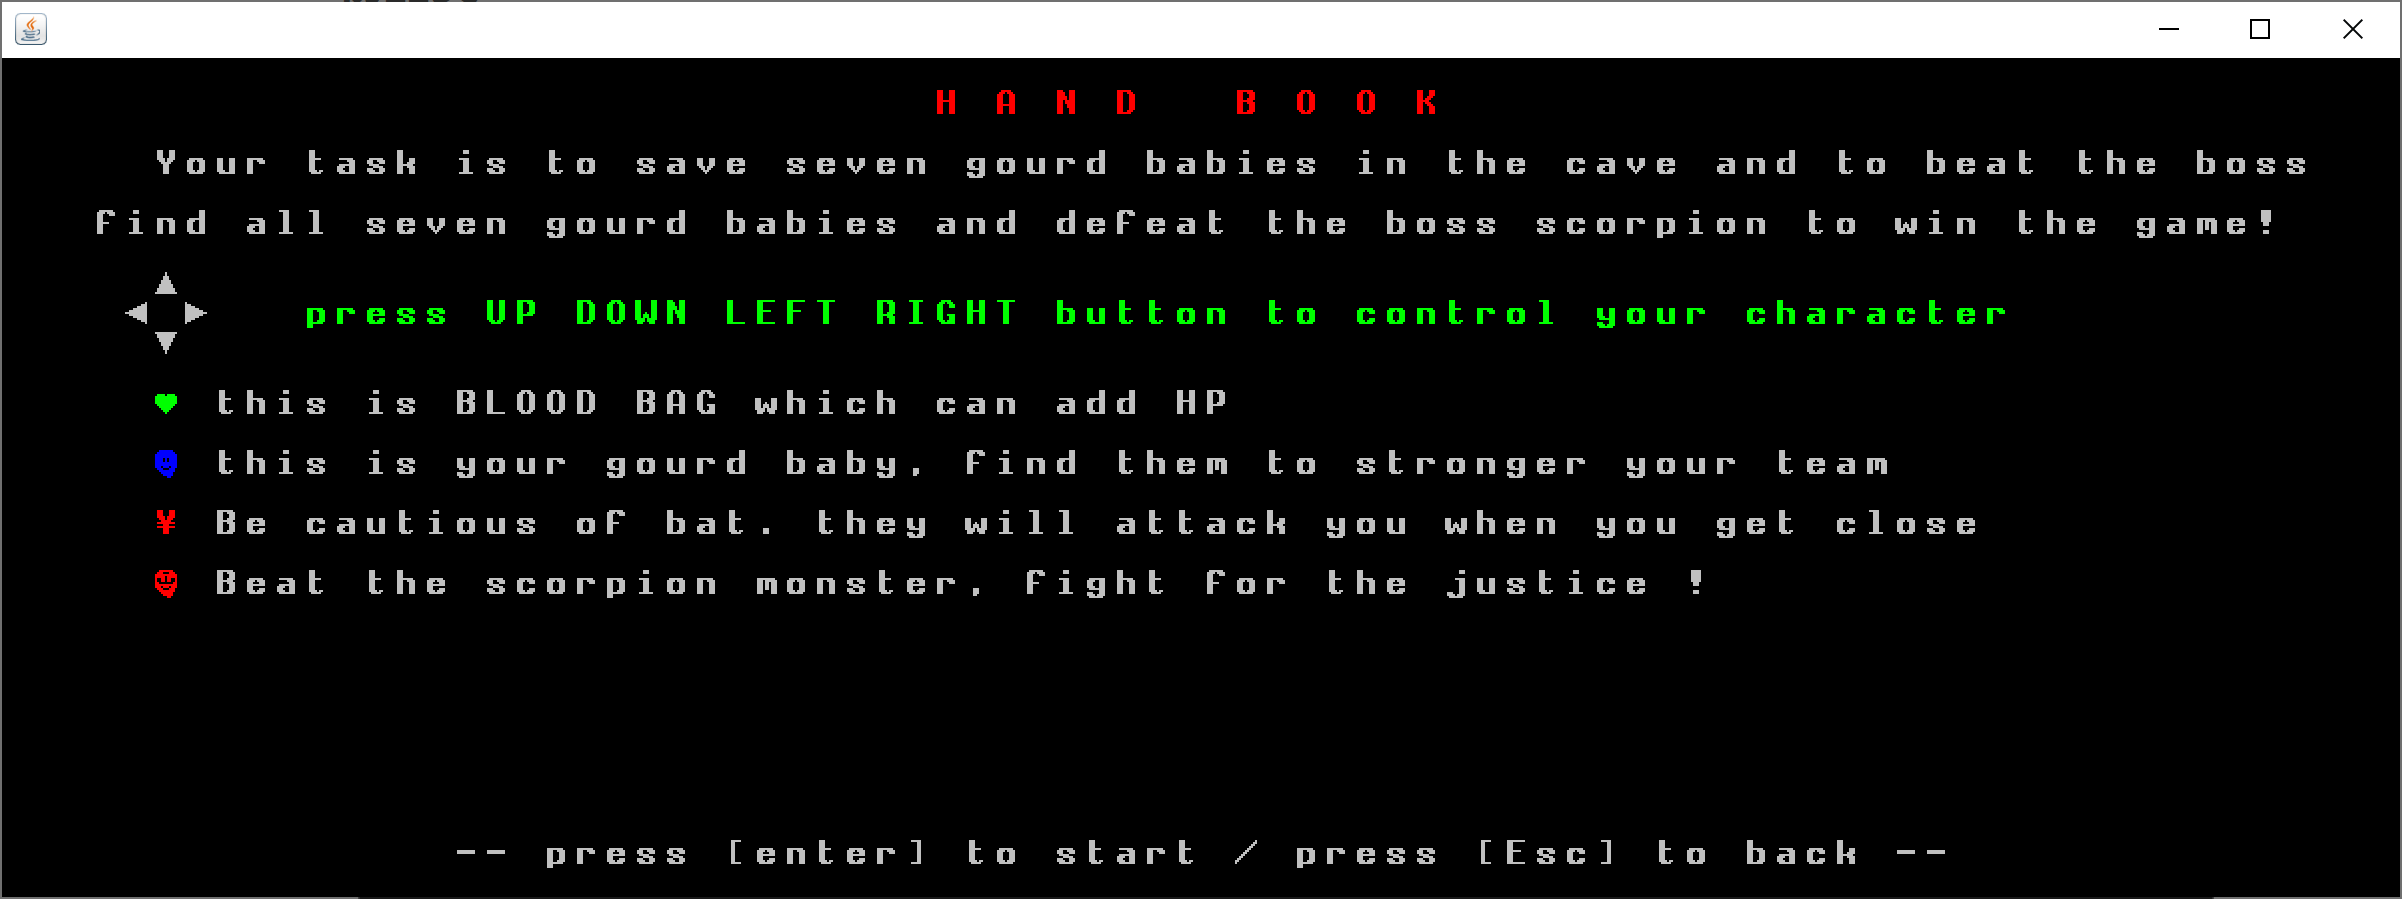 HAND BOOK
Your task is to save seven gourd babies in the cave and to beat the boss
find all seven gourd babies and defeat the boss scorpion to win the game!
▲
◄ ► press UP DOWN LEFT RIGHT button to control your character
▼
♥ this is BLOOD BAG which can add HP
☻ this is your gourd baby, find them to stronger your team
¥ Be cautious of bat. they will attack you when you get close
Beat the scorpion monster, fight for the justice !
-- press [enter] to start / press [Esc] to back --